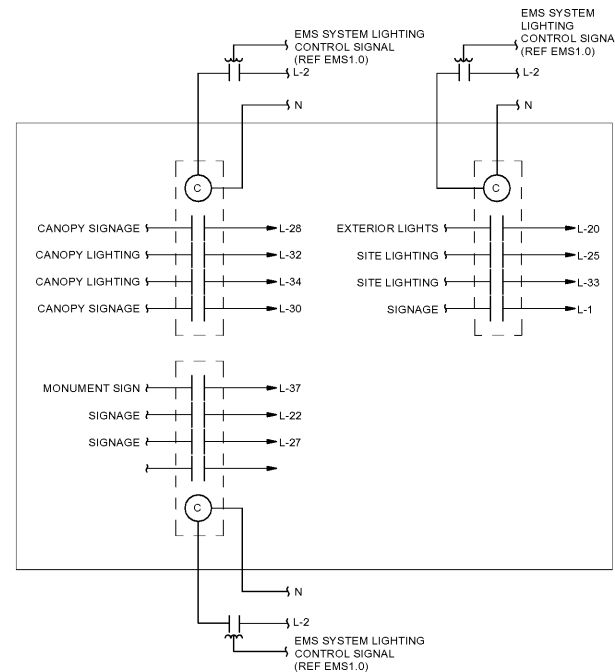 EMS SYSTEM LIGHTING
CONTROL SIGNAL
(REF EMS1.0)
L-2
N
EMS SYSTEM
LIGHTING
CONTROL SIGNA
(REF EMS1.0)
L-2
N
C
C
CANOPY SIGNAGE L-28
CANOPY LIGHTING L-32
CANOPY LIGHTING L-34
CANOPY SIGNAGE L-30
EXTERIOR LIGHTS L-20
SITE LIGHTING L-25
SITE LIGHTING L-33
SIGNAGE L-1
MONUMENT SIGN L-37
SIGNAGE L-22
SIGNAGE L-27
C
N
L-2
EMS SYSTEM LIGHTING
CONTROL SIGNAL
(REF EMS1.0)